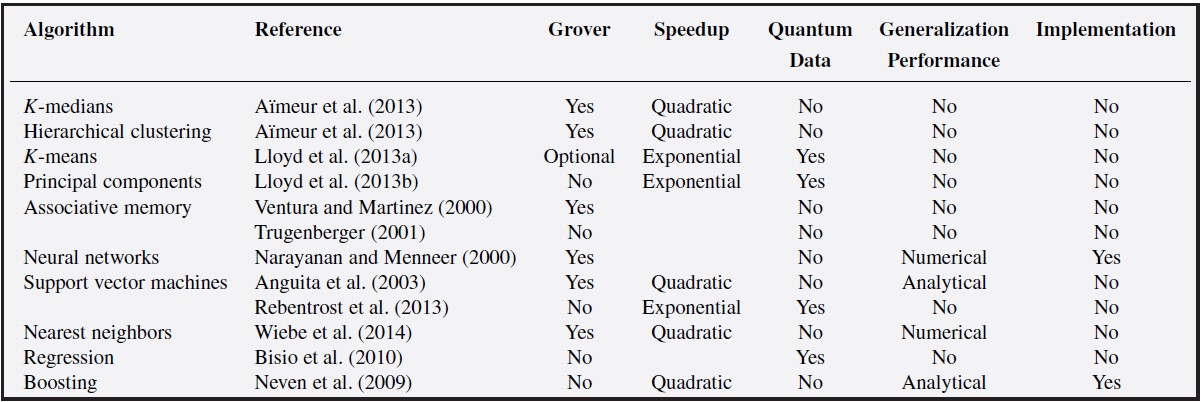 Algorithm Reference Grover Speedup Quantum Generalization Implementation
Data Performance
K-medians Aïmeur et al. (2013) Yes Quadratic No No No
Hierarchical clustering Aïmeur et al. (2013) Yes Quadratic No No No
K-means Lloyd et al. (2013a) Optional Exponential Yes No No
Principal components Lloyd et al. (2013b) No Exponential Yes No No
Associative memory Ventura and Martinez (2000) Yes No No No
Trugenberger (2001) No No No No
Neural networks Narayanan and Menneer (2000) Yes No Numerical Yes
Support vector machines Anguita et al. (2003) Yes Quadratic No Analytical No
Rebentrost et al. (2013) No Exponential Yes No No
Nearest neighbors Wiebe et al. (2014) Yes Quadratic No Numerical No
Regression Bisio et al. (2010) No Yes No No
Boosting Neven et al. (2009) No Quadratic No Analytical Yes